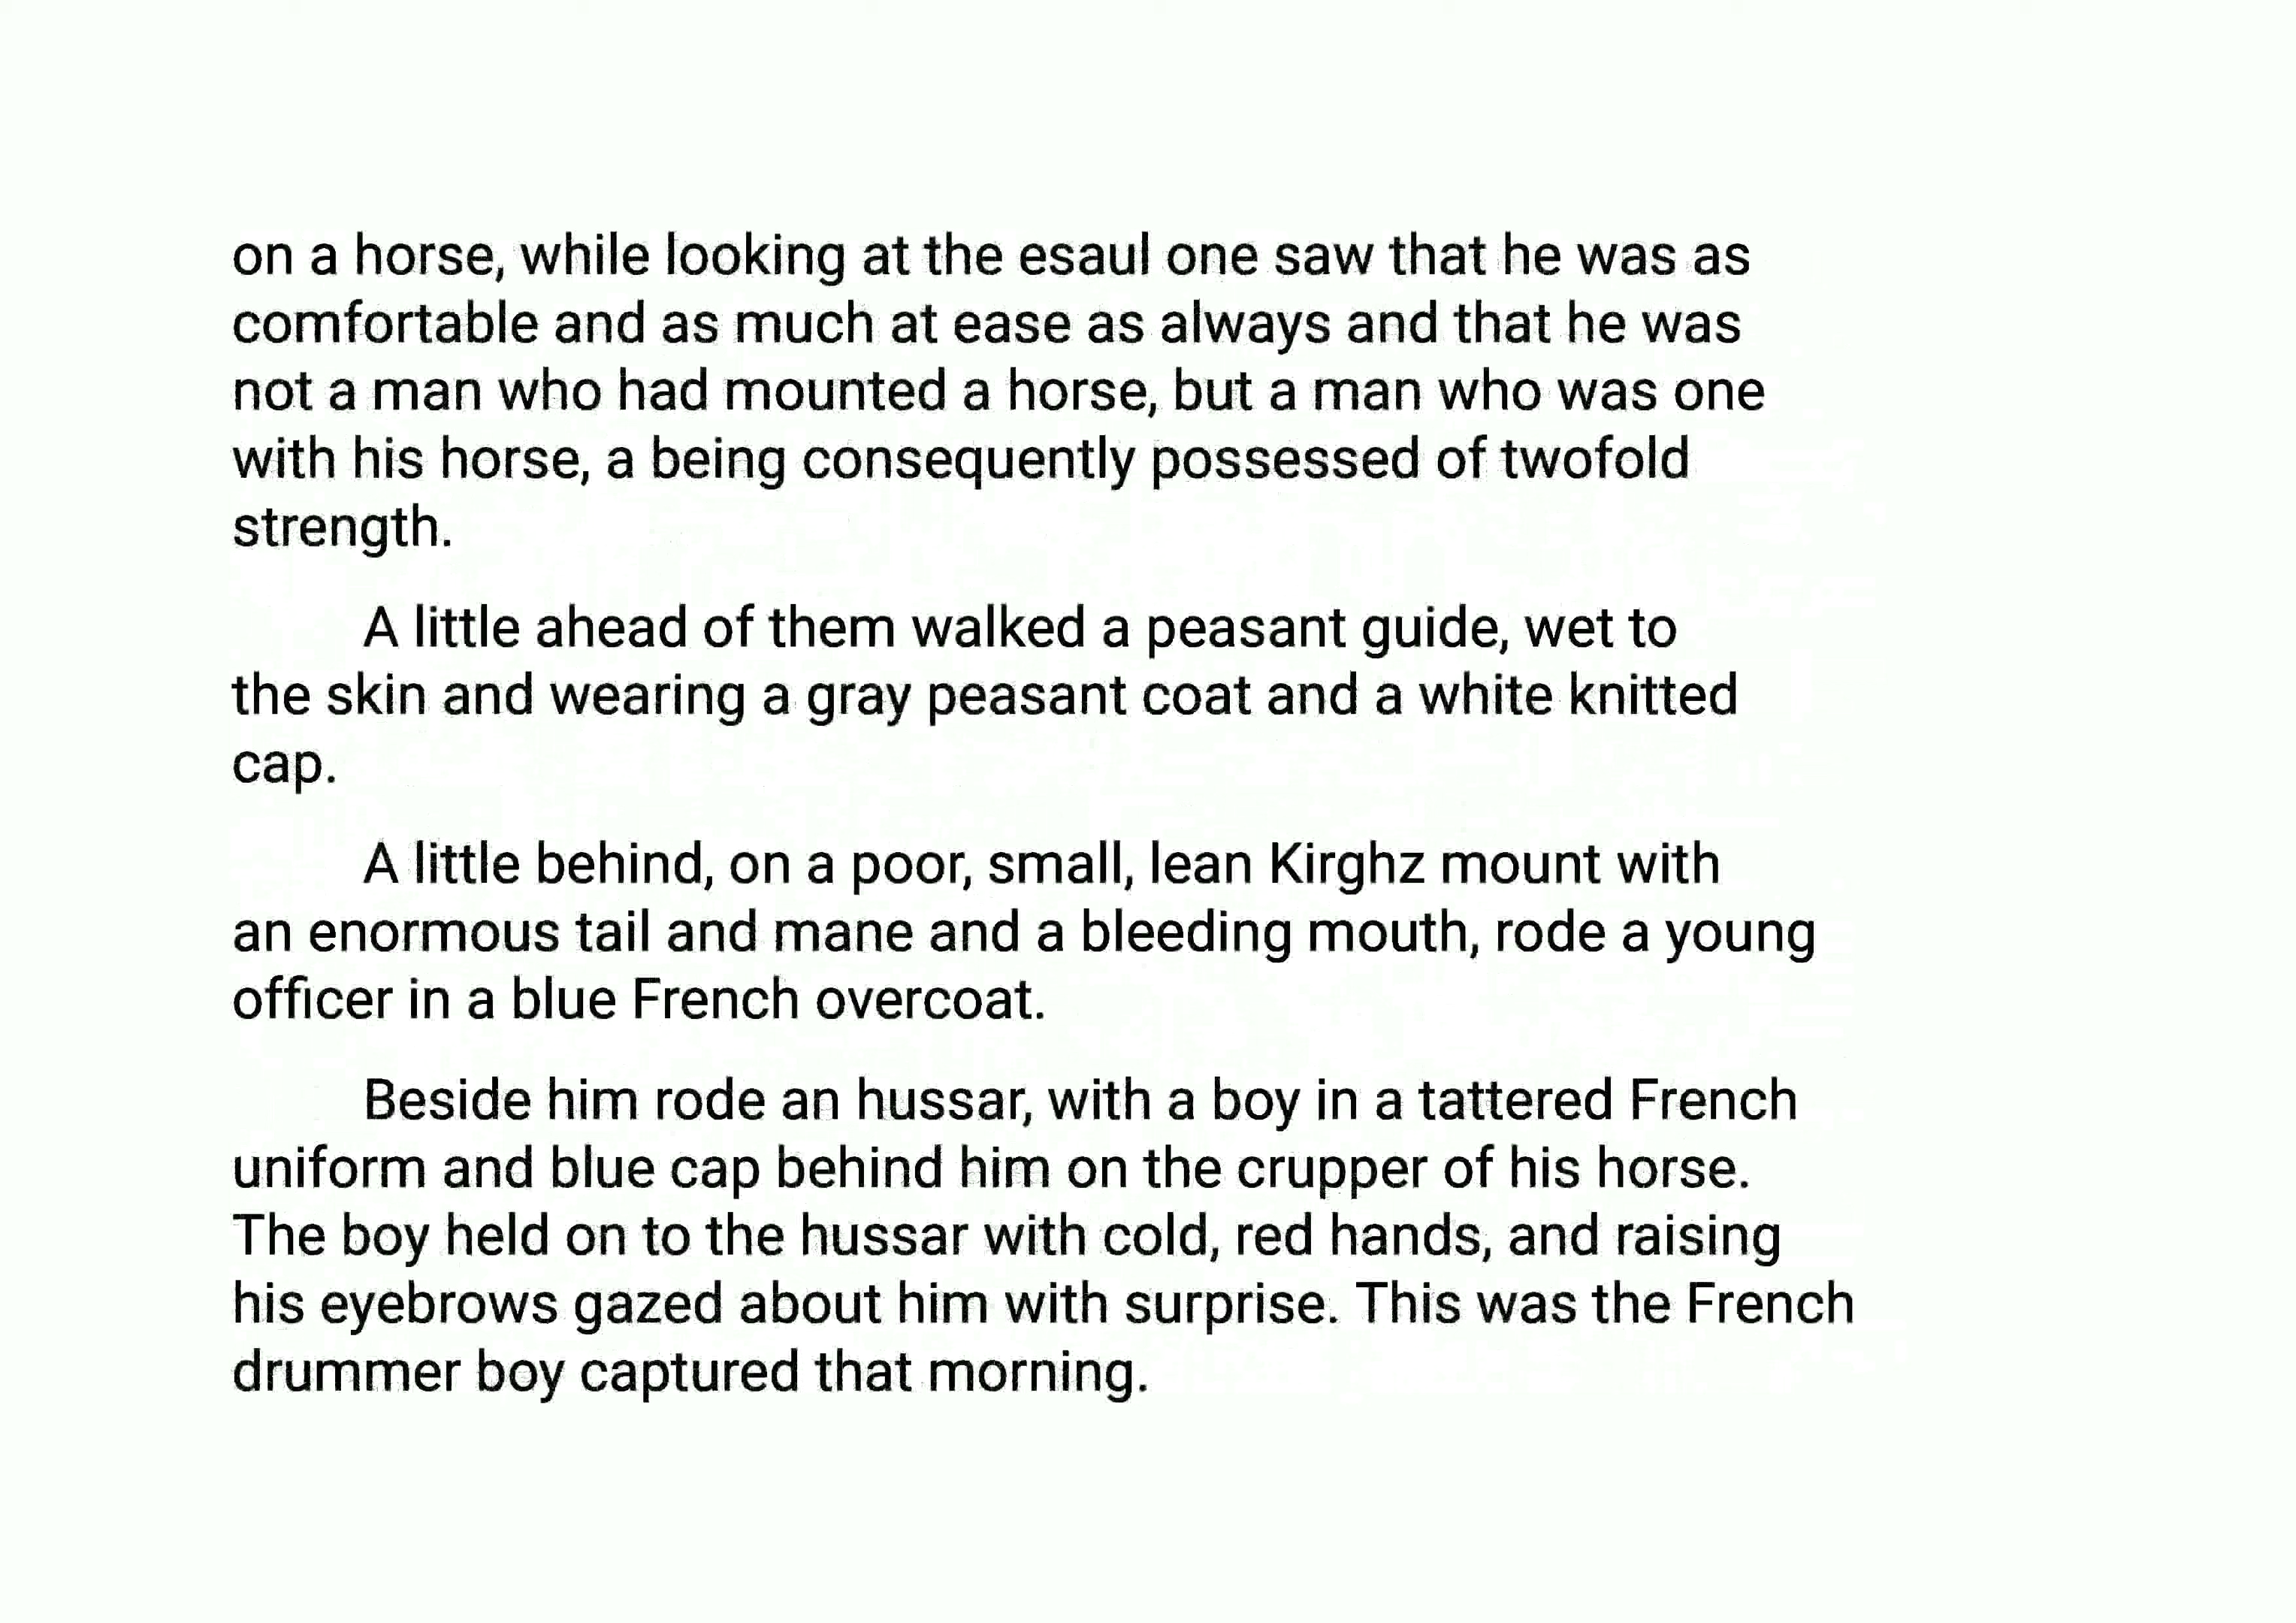 on a horse, while looking at the esaul one saw that he was as
comfortable and as much at ease as always and that he was
not a man who had mounted a horse, but a man who was one
with his horse, a being consequently possessed of twofold
strength.
A little ahead of them walked a peasant guide, wet to
the skin and wearing a gray peasant coat and a white knitted
cap.
A little behind, on a poor, small, lean Kirghz mount with
an enormous tail and mane and a bleeding mouth, rode a young
officer in a blue French overcoat.
Beside him rode an hussar, with a boy in a tattered French
uniform and blue cap behind him on the crupper of his horse.
The boy held on to the hussar with cold, red hands, and raising
his eyebrows gazed about him with surprise. This was the French
drummer boy captured that morning.